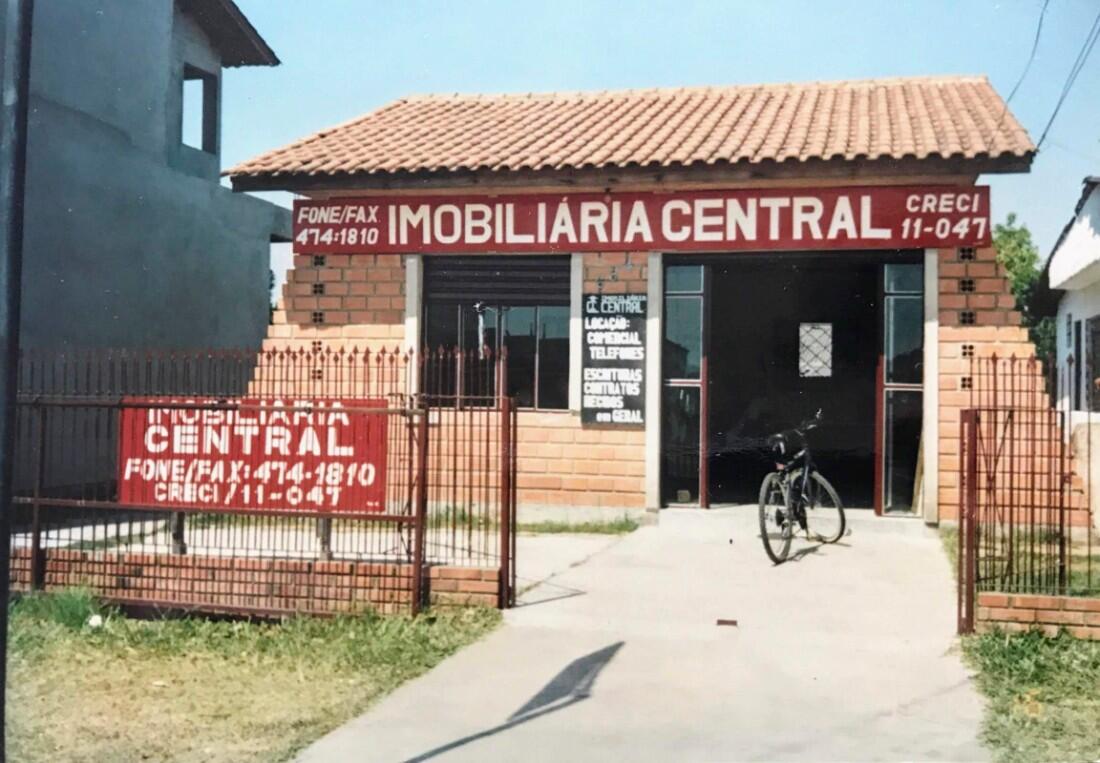 FONE/FAX
474:1810
IMOBILIÁRIA CENTRAL
CRECI
11-047
IMOBILIÁRIA
CENTRAL
LOCAÇÃO:
COMERCIAL
TELEFONES
ESCRITURAS
CONTRATOS
RECIBOS
em GERAL
IMOBILIARIA
CENTRAL
FONE/FAX:474-1810
CRECI/11-047